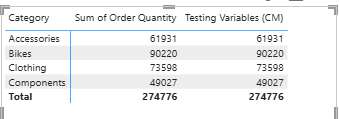 Category Sum of Order Quantity Testing Variables (CM)
Accessories 61931 61931
Bikes 90220 90220
Clothing 73598 73598
Components 49027 49027
Total 274776 274776